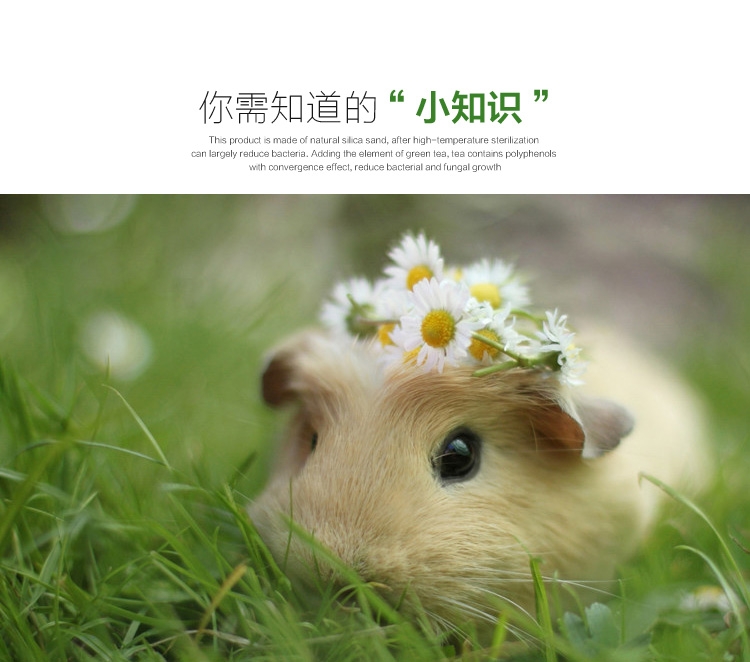 你需知道的“小知识”
This product is made of natural silica sand, after high-temperature sterilization
can largely reduce bacteria. Adding the element of green tea, tea contains polyphenols
with convergence effect, reduce bacterial and fungal growth